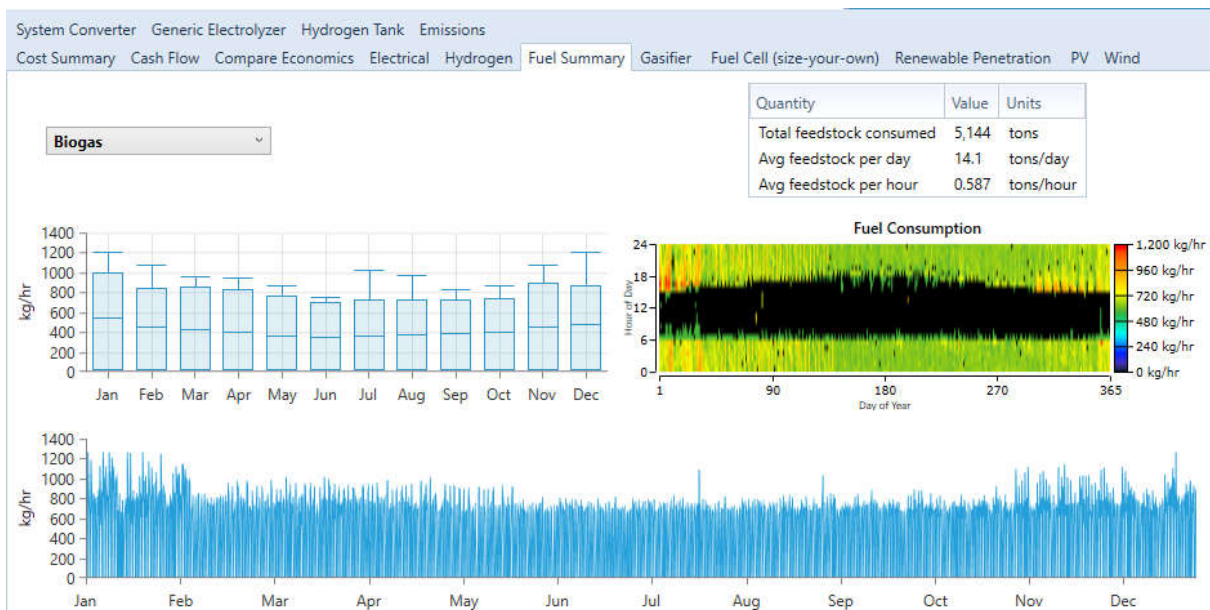 System Converter Generic Electrolyzer Hydrogen Tank Emissions
Cost Summary Cash Flow Compare Economics Electrical Hydrogen Fuel Summary Gasifier Fuel Cell (size-your-own) Renewable Penetration PV Wind
Biogas
Quantity Value Units
Total feedstock consumed 5,144 tons
Avg feedstock per day 14.1 tons/day
Avg feedstock per hour 0.587 tons/hour
kg/hr
1400
1200
1000
800
600
400
200
0
Jan Feb Mar Apr May Jun Jul Aug Sep Oct Nov Dec
Fuel Consumption
Hour of Day
24
18
12
6
0
1 90 180 270 365
Day of Year
1,200 kg/hr
960 kg/hr
720 kg/hr
480 kg/hr
240 kg/hr
0 kg/hr
kg/hr
1400
1200
1000
800
600
400
200
0
Jan Feb Mar Apr May Jun Jul Aug Sep Oct Nov Dec